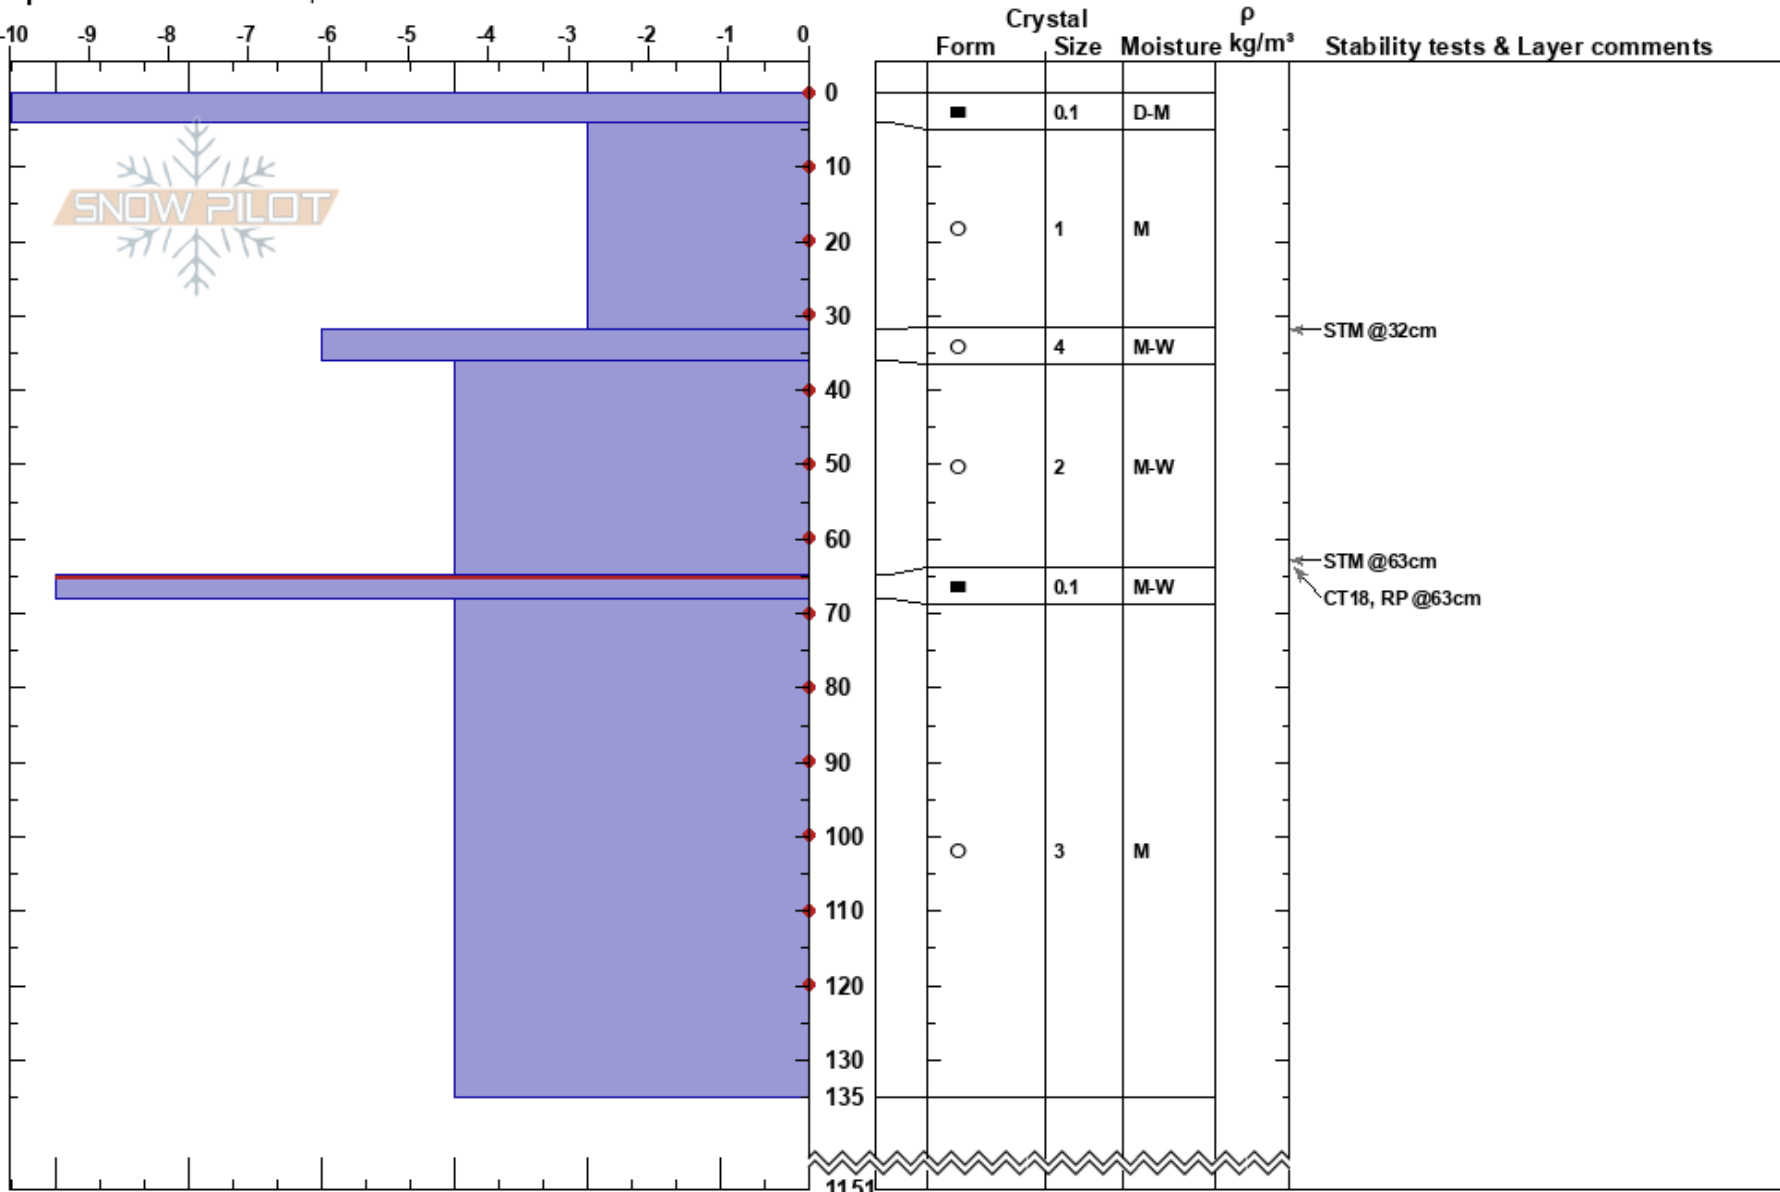 -10 -9 -8 -7 -6 -5 -4 -3 -2 -1 0
Crystal ρ
Form Size Moisture kg/m³ Stability tests & Layer comments
0
■ 0.1 D-M
SNOW PILOT
10
20
○ 1 M
30
STM @32cm
○ 4 M-W
40
50
○ 2 M-W
60
STM @63cm
■ 0.1 M-W
CT18, RP @63cm
70
80
90
100
○ 3 M
110
120
130
135
1151